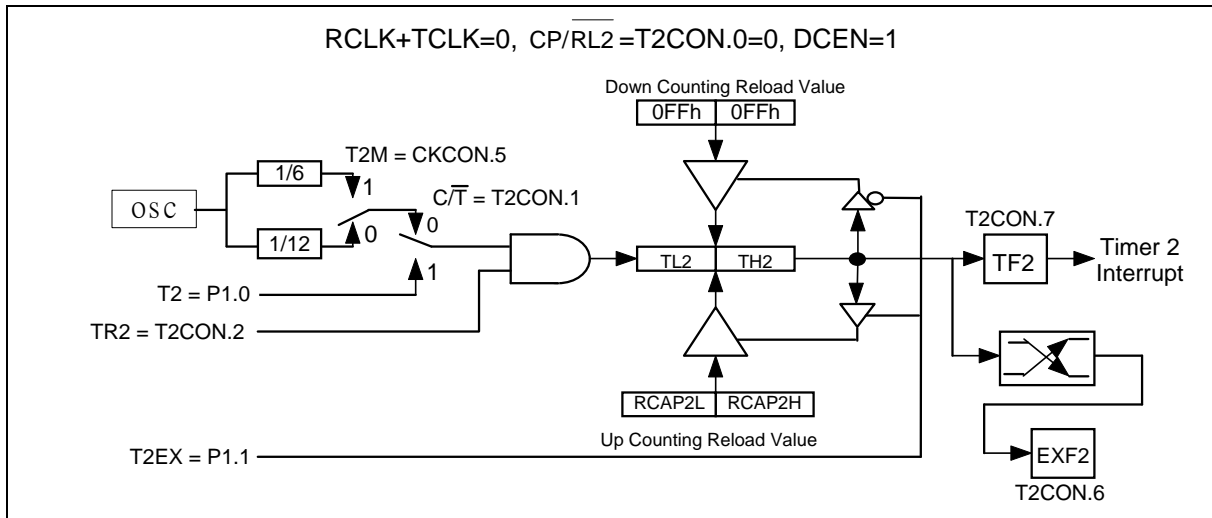 RCLK+TCLK=0, CP/R̅L̅2̅ =T2CON.0=0, DCEN=1
Down Counting Reload Value
0FFh 0FFh
T2M = CKCON.5
1/6
1
OSC
C/T̅ = T2CON.1
0
1/12
0
T2CON.7
TL2 TH2
TF2
Timer 2
Interrupt
1
T2 = P1.0
TR2 = T2CON.2
RCAP2L RCAP2H
Up Counting Reload Value
T2EX = P1.1
EXF2
T2CON.6